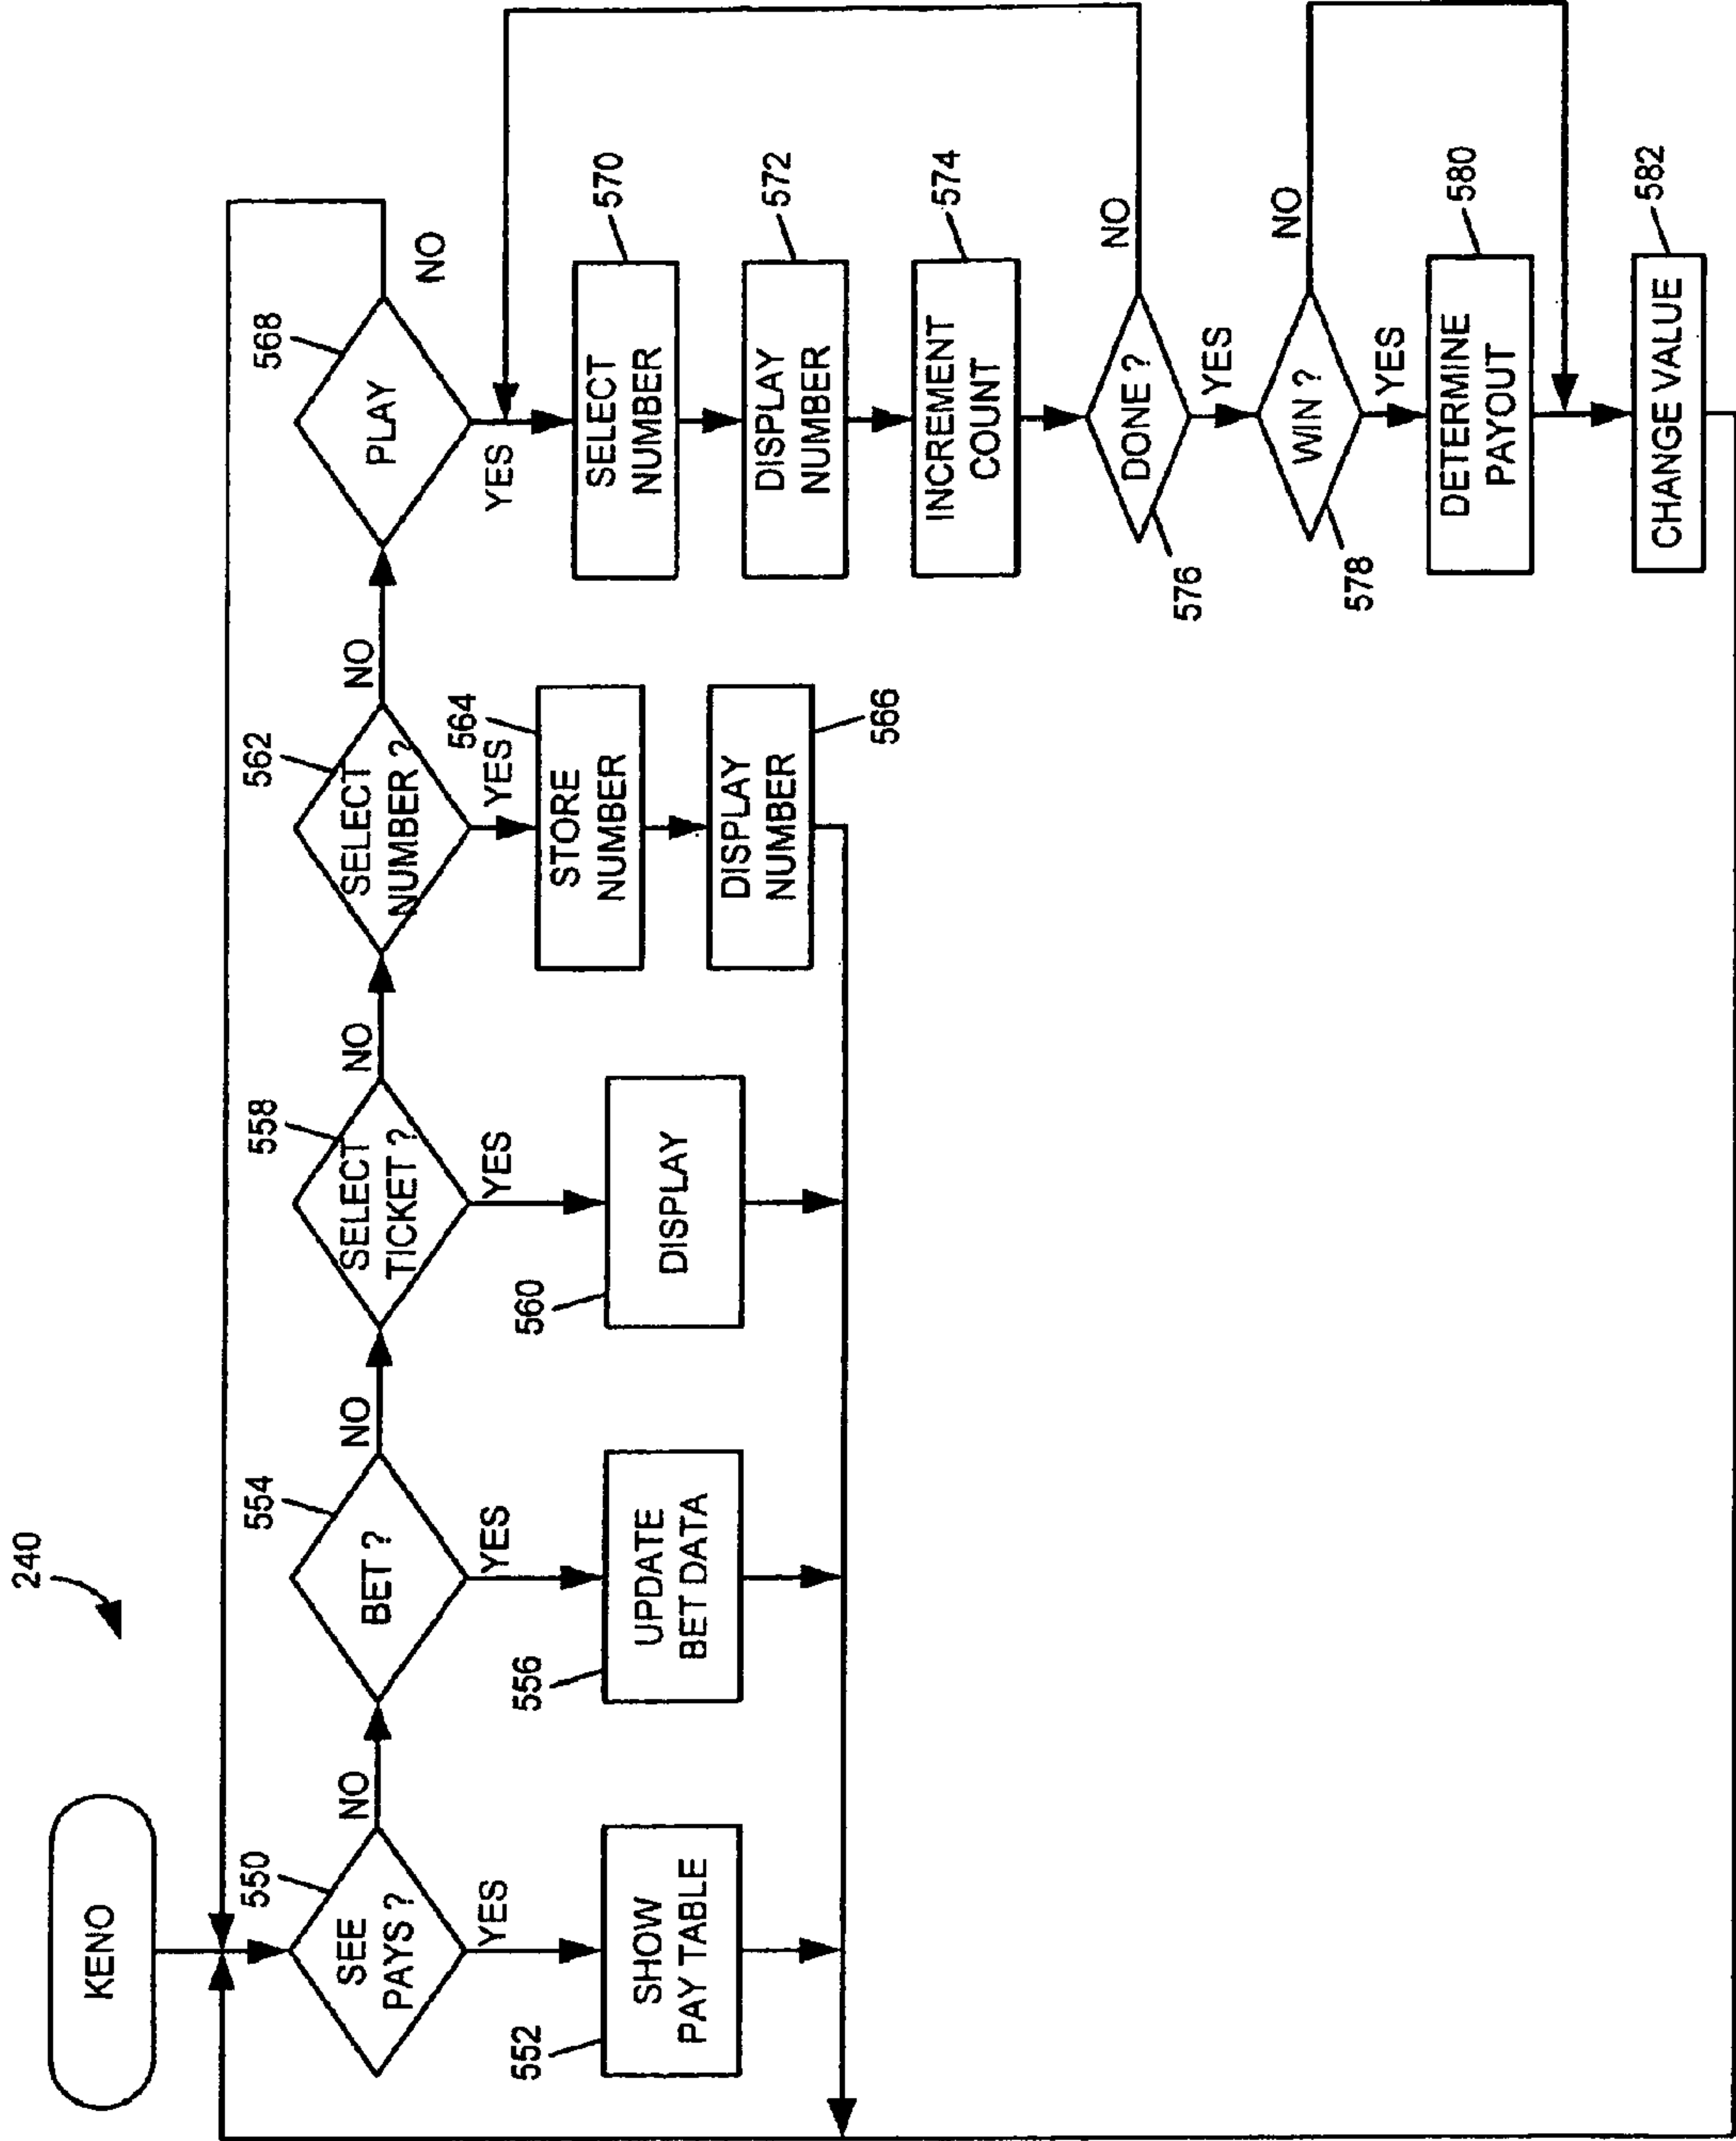 240
KENO
550
SEE
PAYS ?
NO
YES
552
SHOW
PAY TABLE
554
BET ?
NO
YES
556
UPDATE
BET DATA
558
SELECT
TICKET ?
NO
YES
560
DISPLAY
562
SELECT
NUMBER ?
NO
YES
564
STORE
NUMBER
566
DISPLAY
NUMBER
568
PLAY
NO
YES
570
SELECT
NUMBER
572
DISPLAY
NUMBER
574
INCREMENT
COUNT
576
DONE ?
NO
YES
578
WIN ?
NO
YES
580
DETERMINE
PAYOUT
582
CHANGE VALUE